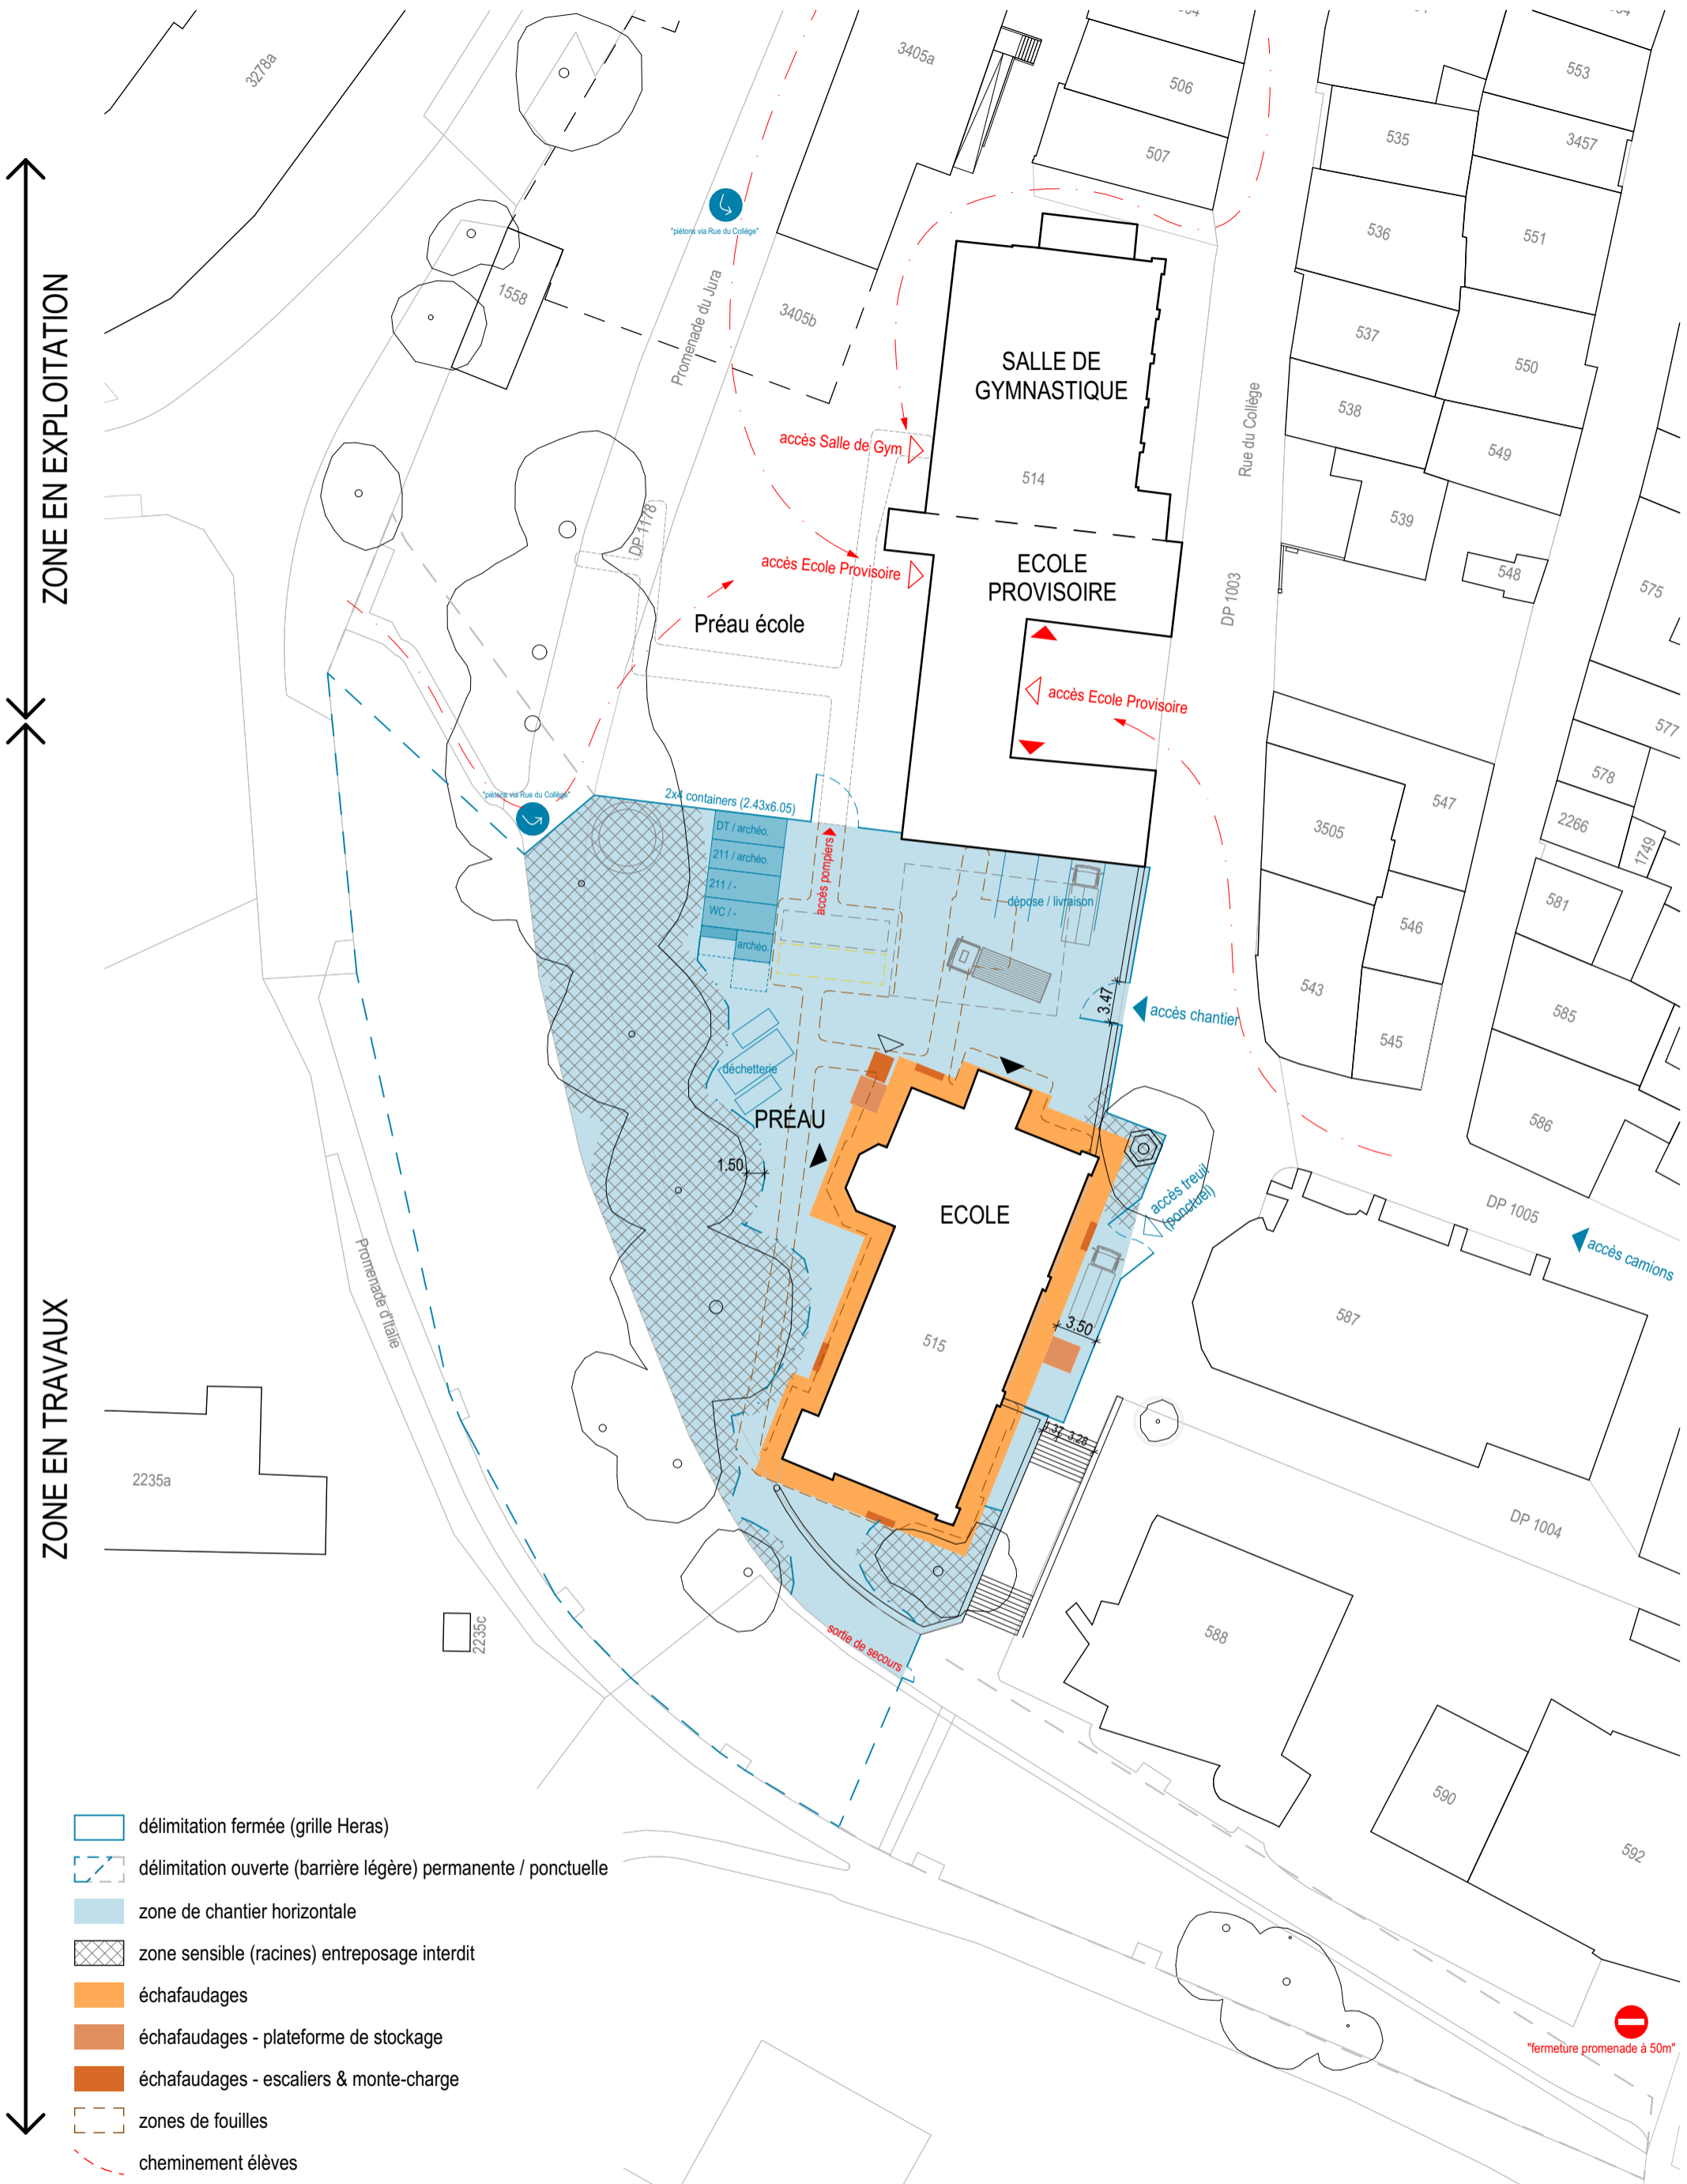 3278a
3405a
506
507
553
535
3457
536
551
"piétons via Rue du Collège"
1558
Promenade du Jura
3405b
537
550
538
549
SALLE DE
GYMNASTIQUE
Rue du Collège
accès Salle de Gym
514
539
DP 1178
accès Ecole Provisoire
ECOLE
PROVISOIRE
548
575
DP 1003
Préau école
accès Ecole Provisoire
577
578
547
2266
3505
1749
"piétons via Rue du Collège"
2x4 containers (2.43x6.05)
DT / archéo.
211 / archéo.
211 / -
WC / -
archéo.
accès pompiers
dépose / livraison
581
546
543
545
585
586
3.47
accès chantier
déchetterie
PRÉAU
1.50
ECOLE
accès treuil
(ponctuel)
DP 1005
accès camions
587
515
3.50
Promenade d'Italie
1.37
3.28
2235a
DP 1004
588
2235c
sortie de secours
590
592
"fermeture promenade à 50m"
ZONE EN EXPLOITATION
ZONE EN TRAVAUX
délimitation fermée (grille Heras)
délimitation ouverte (barrière légère) permanente / ponctuelle
zone de chantier horizontale
zone sensible (racines) entreposage interdit
échafaudages
échafaudages - plateforme de stockage
échafaudages - escaliers & monte-charge
zones de fouilles
cheminement élèves